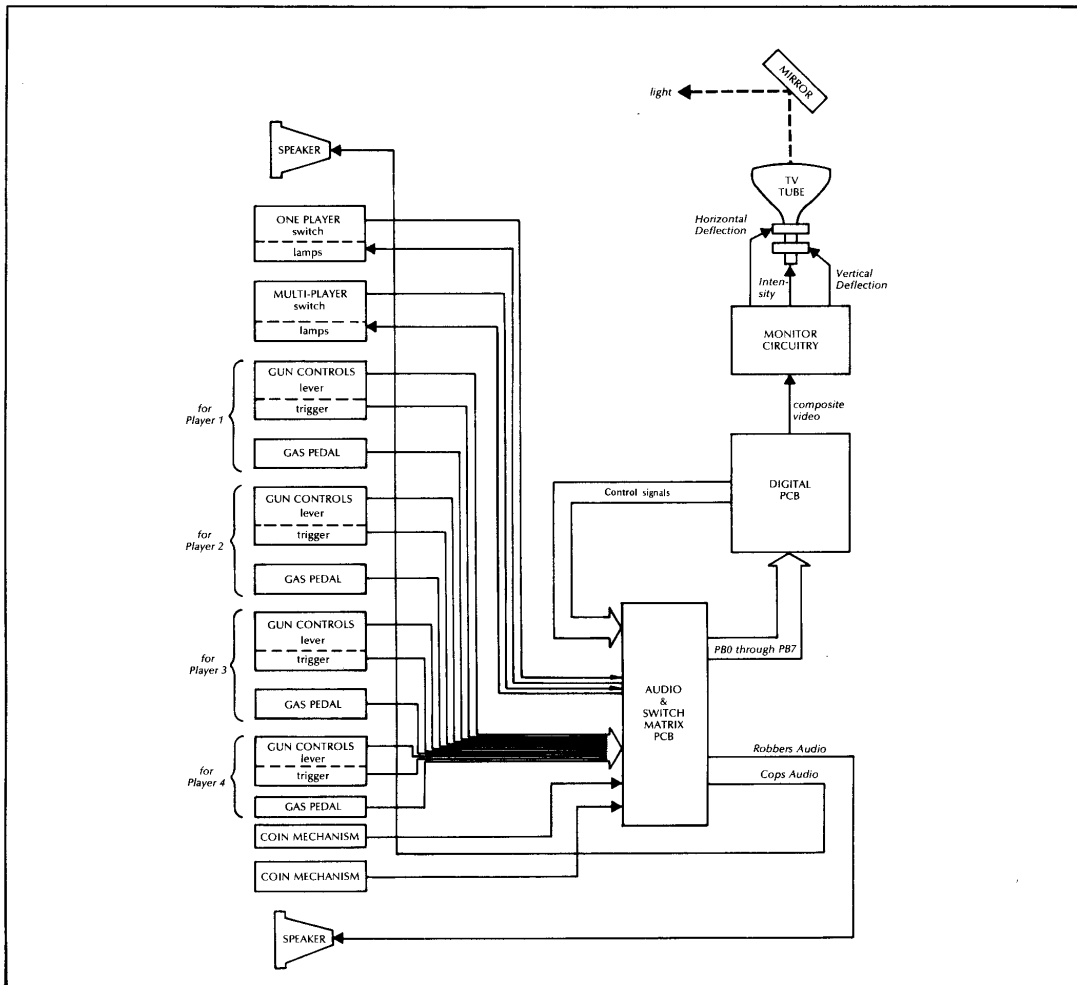 MIRROR
light
SPEAKER
TV
TUBE
Horizontal
Deflection
Inten-
sity
Vertical
Deflection
ONE PLAYER
switch
lamps
MULTI-PLAYER
switch
lamps
MONITOR
CIRCUITRY
composite
video
for
Player 1
GUN CONTROLS
lever
trigger
GAS PEDAL
DIGITAL
PCB
Control signals
for
Player 2
GUN CONTROLS
lever
trigger
GAS PEDAL
for
Player 3
GUN CONTROLS
lever
trigger
GAS PEDAL
PB0 through PB7
AUDIO
&
SWITCH
MATRIX
PCB
for
Player 4
GUN CONTROLS
lever
trigger
GAS PEDAL
Robbers Audio
Cops Audio
COIN MECHANISM
COIN MECHANISM
SPEAKER